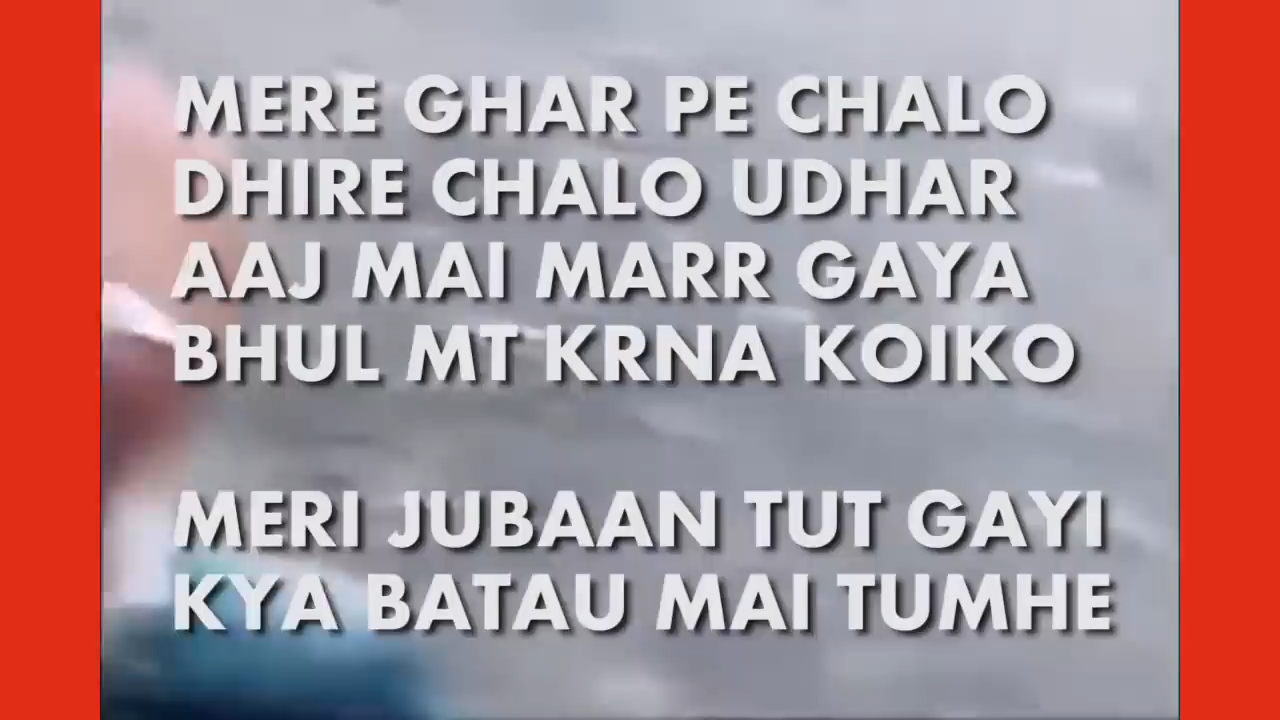 MERE GHAR PE CHALO
DHIRE CHALO UDHAR
AAJ MAI MARR GAYA
BHUL MT KRNA KOIKO
MERI JUBAAN TUT GAYI
KYA BATAU MAI TUMHE